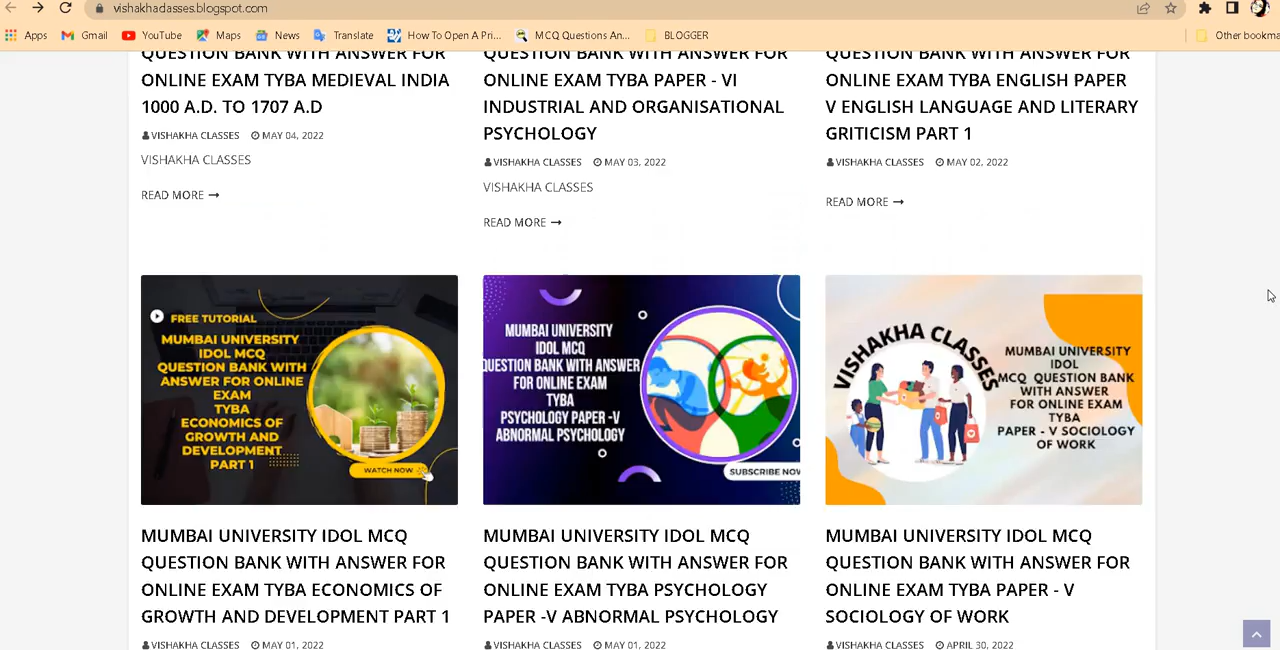 vishakhaclasses.blogspot.com
Apps Gmail YouTube Maps News Translate How To Open A Pri... MCQ Questions An... BLOGGER Other bookma
QUESTION BANK WITH ANSWER FOR
ONLINE EXAM TYBA MEDIEVAL INDIA
1000 A.D. TO 1707 A.D
VISHAKHA CLASSES MAY 04, 2022
VISHAKHA CLASSES
READ MORE →
QUESTION BANK WITH ANSWER FOR
ONLINE EXAM TYBA PAPER - VI
INDUSTRIAL AND ORGANISATIONAL
PSYCHOLOGY
VISHAKHA CLASSES MAY 03, 2022
VISHAKHA CLASSES
READ MORE →
QUESTION BANK WITH ANSWER FOR
ONLINE EXAM TYBA ENGLISH PAPER
V ENGLISH LANGUAGE AND LITERARY
GRITICISM PART 1
VISHAKHA CLASSES MAY 02, 2022
READ MORE →
FREE TUTORIAL
MUMBAI UNIVERSITY
IDOL MCQ
QUESTION BANK WITH
ANSWER FOR ONLINE
EXAM
TYBA
ECONOMICS OF
GROWTH AND
DEVELOPMENT
PART 1
WATCH NOW
MUMBAI UNIVERSITY
IDOL MCQ
QUESTION BANK WITH ANSWER
FOR ONLINE EXAM
TYBA
PSYCHOLOGY PAPER -V
ABNORMAL PSYCHOLOGY
SUBSCRIBE NOW
VISHAKHA CLASSES
MUMBAI UNIVERSITY
IDOL
MCQ QUESTION BANK
WITH ANSWER
FOR ONLINE EXAM
TYBA
PAPER - V SOCIOLOGY
OF WORK
MUMBAI UNIVERSITY IDOL MCQ
QUESTION BANK WITH ANSWER FOR
ONLINE EXAM TYBA ECONOMICS OF
GROWTH AND DEVELOPMENT PART 1
VISHAKHA CLASSES MAY 01, 2022
MUMBAI UNIVERSITY IDOL MCQ
QUESTION BANK WITH ANSWER FOR
ONLINE EXAM TYBA PSYCHOLOGY
PAPER -V ABNORMAL PSYCHOLOGY
VISHAKHA CLASSES MAY 01, 2022
MUMBAI UNIVERSITY IDOL MCQ
QUESTION BANK WITH ANSWER FOR
ONLINE EXAM TYBA PAPER - V
SOCIOLOGY OF WORK
VISHAKHA CLASSES APRIL 30, 2022